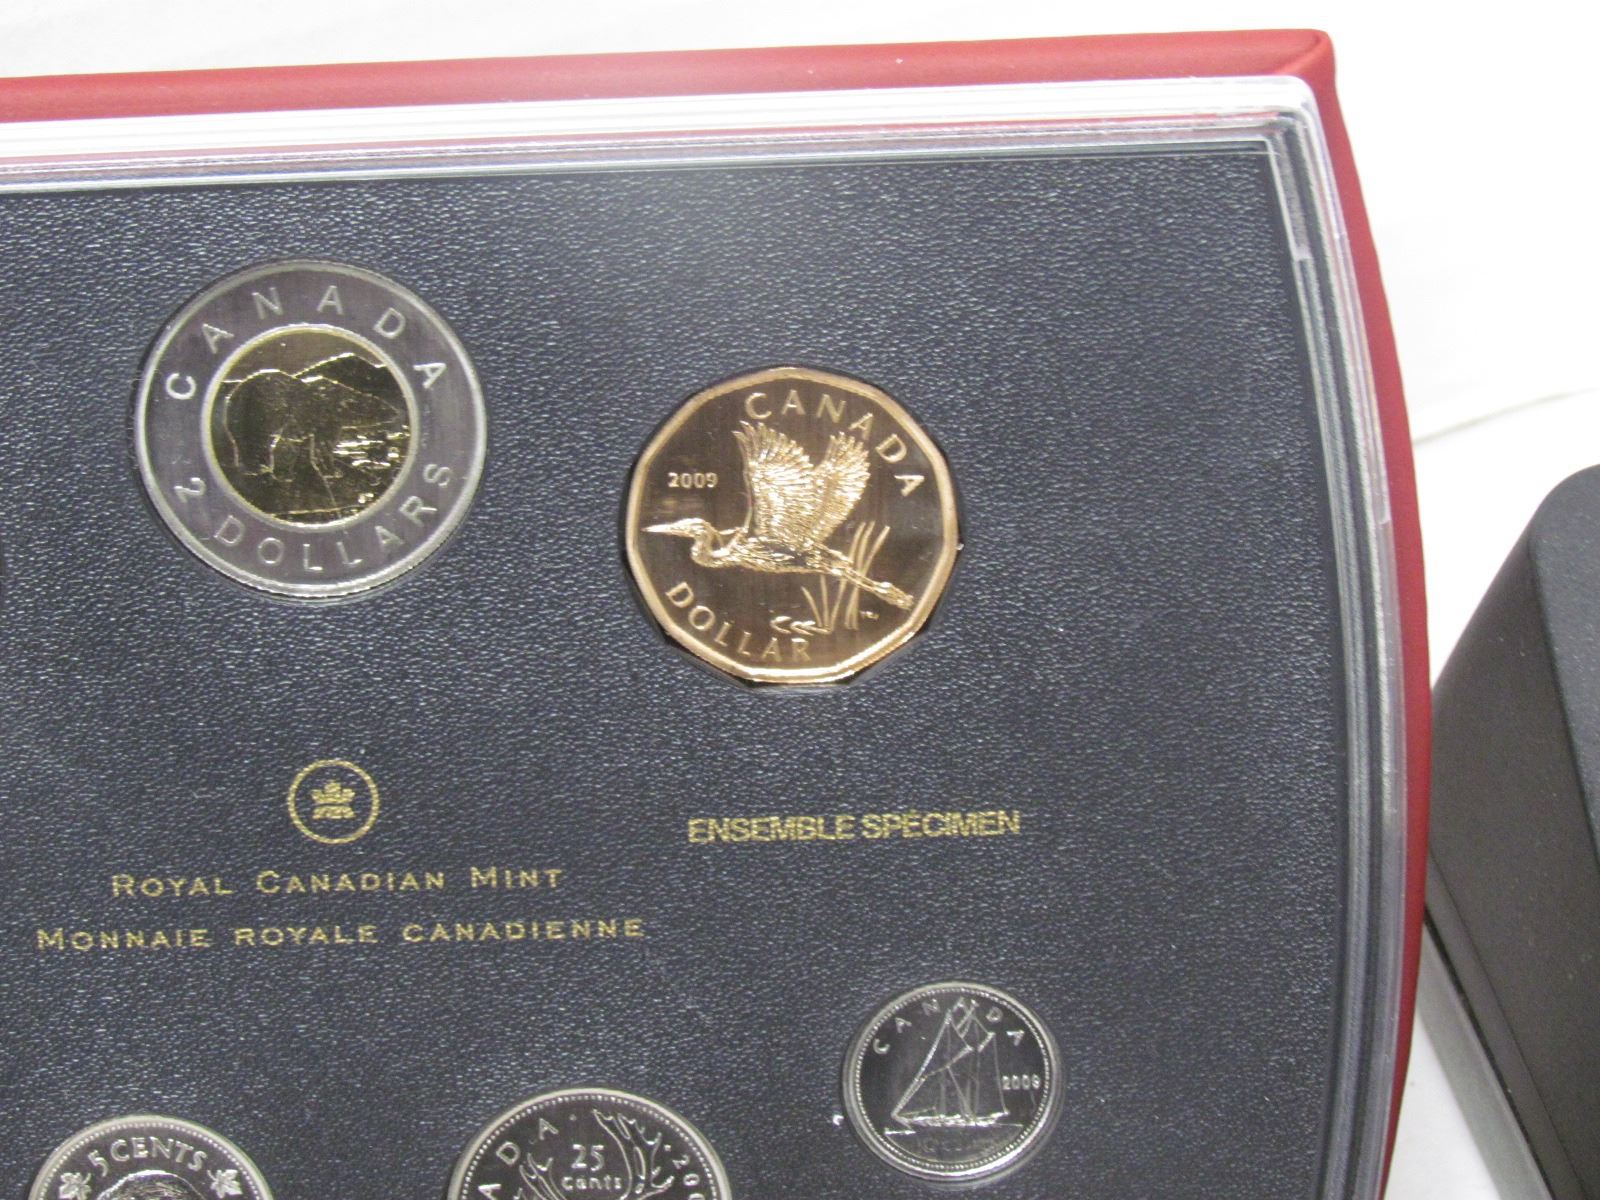 CANADA
2 DOLLARS
CANADA
2009
DOLLAR
ENSEMBLE SPÉCIMEN
ROYAL CANADIAN MINT
MONNAIE ROYALE CANADIENNE
CANADA
2009
5 CENTS
25
cents